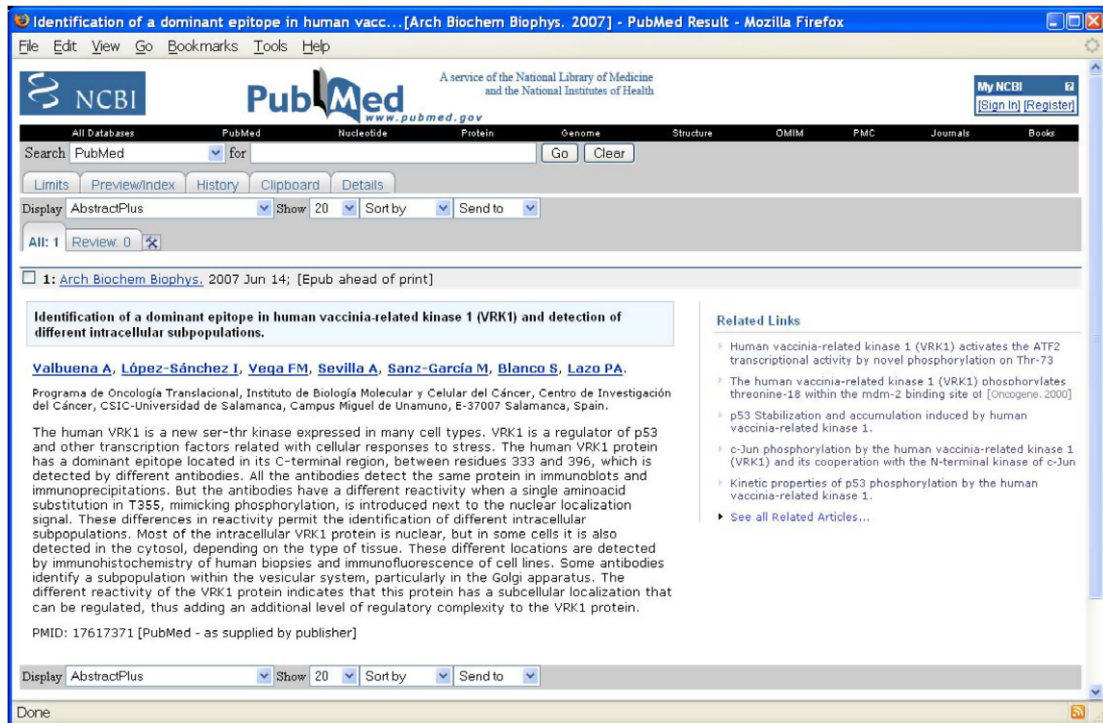 Identification of a dominant epitope in human vacc...[Arch Biochem Biophys. 2007] - PubMed Result - Mozilla Firefox
File Edit View Go Bookmarks Tools Help
NCBI
PubMed
www.pubmed.gov
A service of the National Library of Medicine
and the National Institutes of Health
My NCBI
[Sign In] [Register]
All Databases PubMed Nucleotide Protein Genome Structure OMIM PMC Journals Books
Search PubMed for Go Clear
Limits Preview/Index History Clipboard Details
Display AbstractPlus Show 20 Sort by Send to
All: 1 Review: 0
1: Arch Biochem Biophys. 2007 Jun 14; [Epub ahead of print]
Identification of a dominant epitope in human vaccinia-related kinase 1 (VRK1) and detection of
different intracellular subpopulations.
Valbuena A, López-Sánchez I, Vega FM, Sevilla A, Sanz-García M, Blanco S, Lazo PA.
Programa de Oncología Translacional, Instituto de Biología Molecular y Celular del Cáncer, Centro de Investigación
del Cáncer, CSIC-Universidad de Salamanca, Campus Miguel de Unamuno, E-37007 Salamanca, Spain.
The human VRK1 is a new ser-thr kinase expressed in many cell types. VRK1 is a regulator of p53
and other transcription factors related with cellular responses to stress. The human VRK1 protein
has a dominant epitope located in its C-terminal region, between residues 333 and 396, which is
detected by different antibodies. All the antibodies detect the same protein in immunoblots and
immunoprecipitations. But the antibodies have a different reactivity when a single aminoacid
substitution in T355, mimicking phosphorylation, is introduced next to the nuclear localization
signal. These differences in reactivity permit the identification of different intracellular
subpopulations. Most of the intracellular VRK1 protein is nuclear, but in some cells it is also
detected in the cytosol, depending on the type of tissue. These different locations are detected
by immunohistochemistry of human biopsies and immunofluorescence of cell lines. Some antibodies
identify a subpopulation within the vesicular system, particularly in the Golgi apparatus. The
different reactivity of the VRK1 protein indicates that this protein has a subcellular localization that
can be regulated, thus adding an additional level of regulatory complexity to the VRK1 protein.
PMID: 17617371 [PubMed - as supplied by publisher]
Related Links
Human vaccinia-related kinase 1 (VRK1) activates the ATF2
transcriptional activity by novel phosphorylation on Thr-73
The human vaccinia-related kinase 1 (VRK1) phosphorylates
threonine-18 within the mdm-2 binding site of [Oncogene. 2000]
p53 Stabilization and accumulation induced by human
vaccinia-related kinase 1.
c-Jun phosphorylation by the human vaccinia-related kinase 1
(VRK1) and its cooperation with the N-terminal kinase of c-Jun
Kinetic properties of p53 phosphorylation by the human
vaccinia-related kinase 1.
See all Related Articles...
Display AbstractPlus Show 20 Sort by Send to
Done